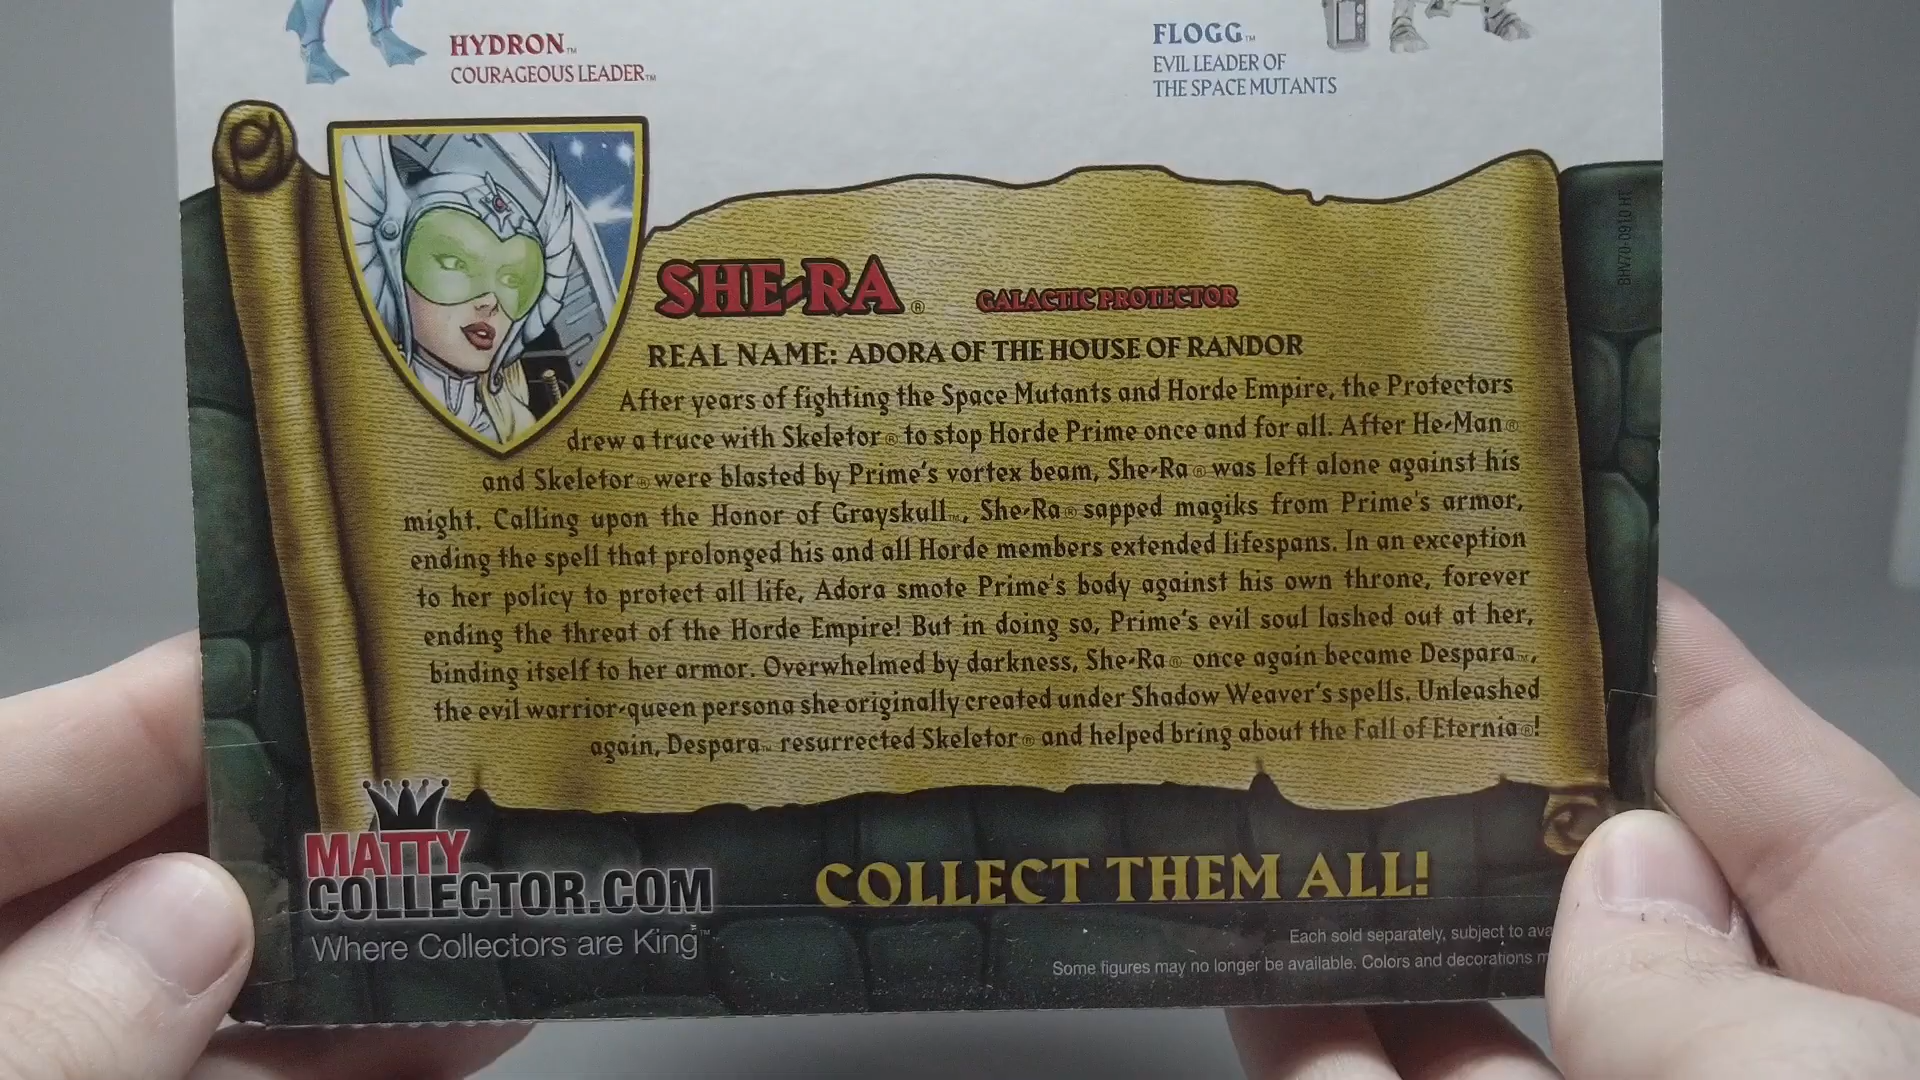 HYDRON™
COURAGEOUS LEADER™
FLOGG™
EVIL LEADER OF
THE SPACE MUTANTS
SHE-RA®
GALACTIC PROTECTOR
REAL NAME: ADORA OF THE HOUSE OF RANDOR
After years of fighting the Space Mutants and Horde Empire, the Protectors
drew a truce with Skeletor® to stop Horde Prime once and for all. After He-Man®
and Skeletor® were blasted by Prime's vortex beam, She-Ra® was left alone against his
might. Calling upon the Honor of Grayskull™, She-Ra® sapped magiks from Prime's armor,
ending the spell that prolonged his and all Horde members extended lifespans. In an exception
to her policy to protect all life, Adora smote Prime's body against his own throne, forever
ending the threat of the Horde Empire! But in doing so, Prime's evil soul lashed out at her,
binding itself to her armor. Overwhelmed by darkness, She-Ra® once again became Despara™,
the evil warrior-queen persona she originally created under Shadow Weaver's spells. Unleashed
again, Despara™ resurrected Skeletor® and helped bring about the Fall of Eternia®!
MATTY
COLLECTOR.COM
Where Collectors are King™
COLLECT THEM ALL!
Each sold separately, subject to
Some figures may no longer be available. Colors and decorations